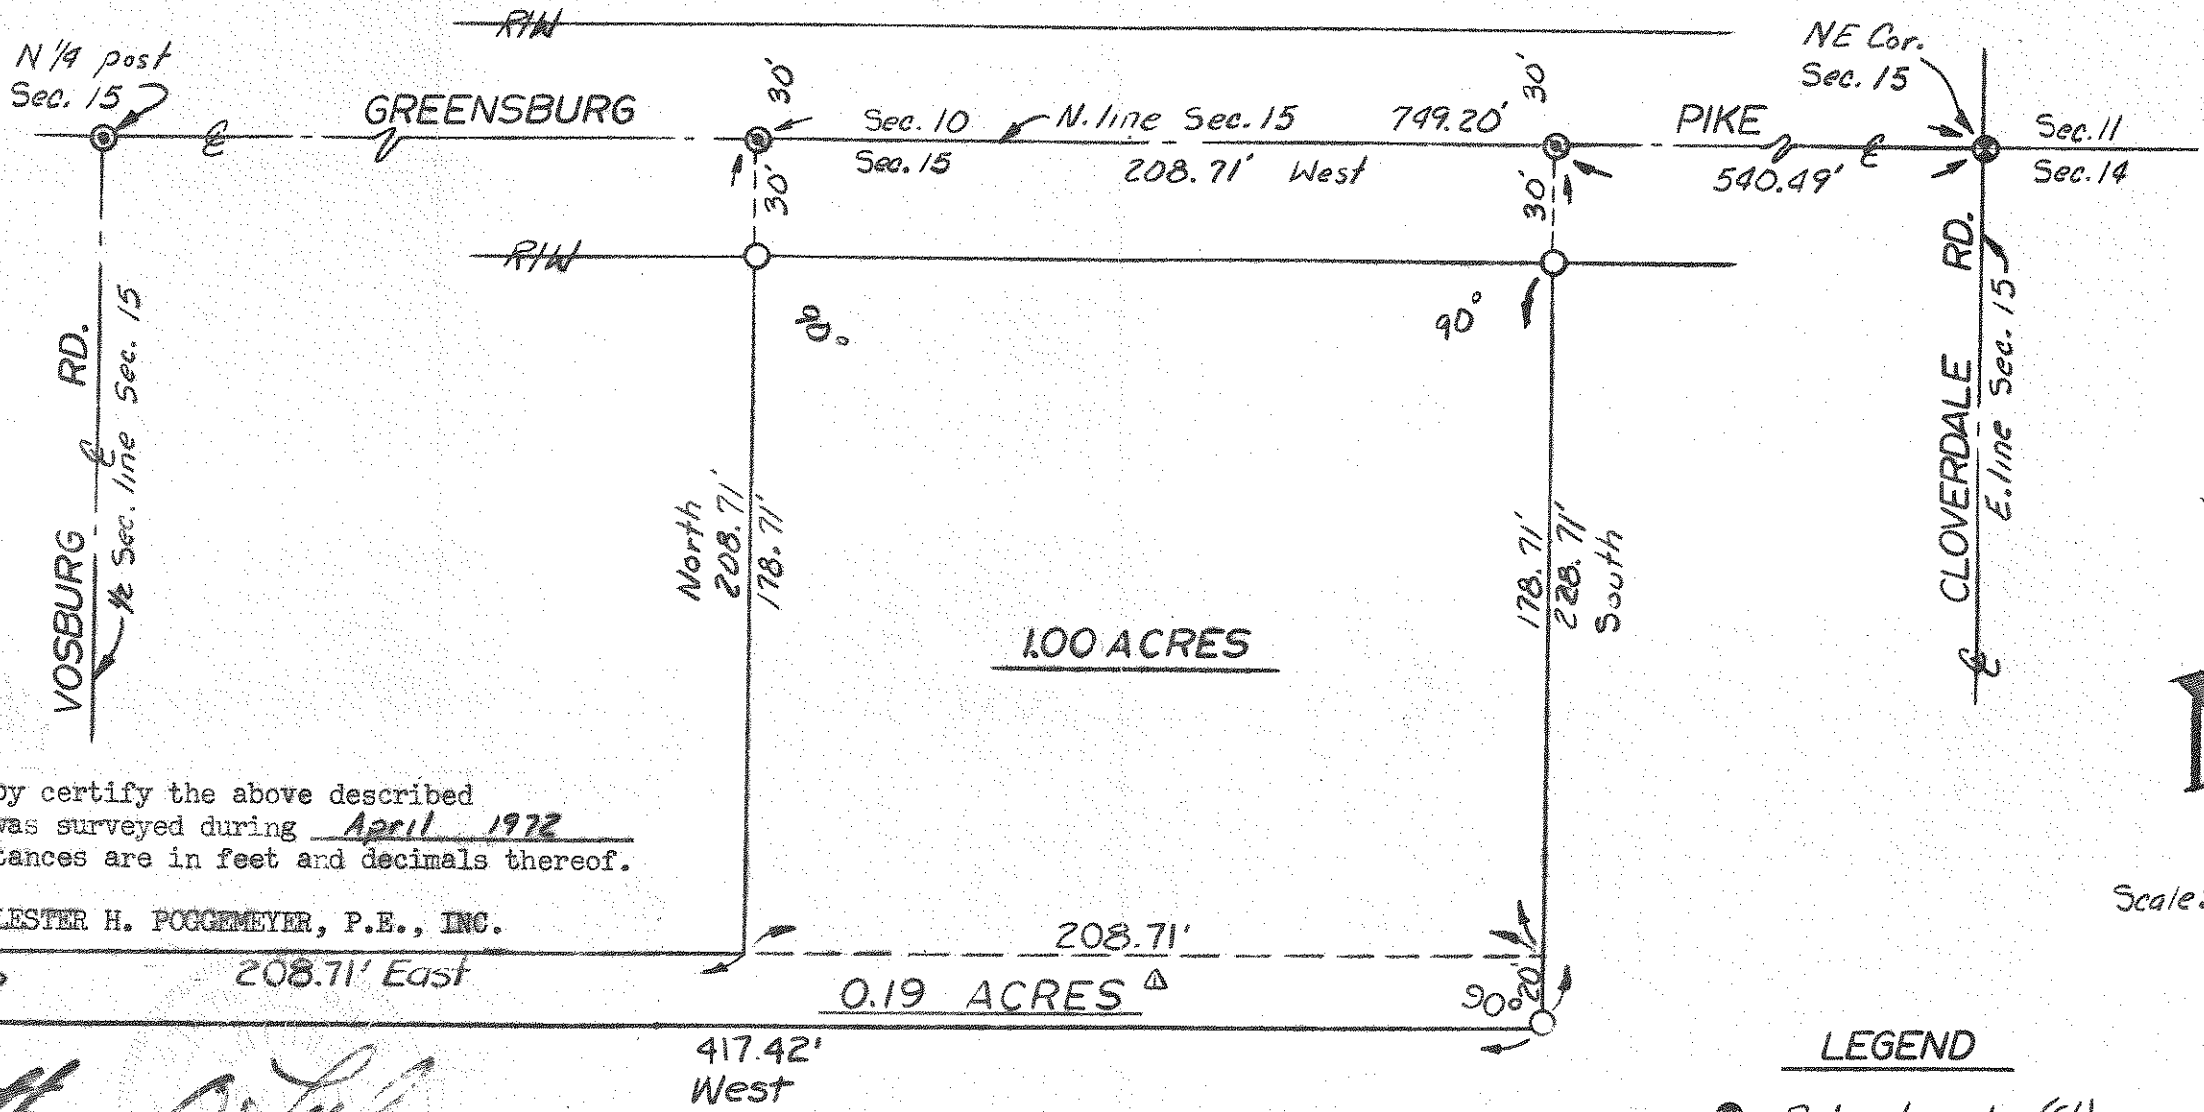 R/W
N 1/4 post
Sec. 15
GREENSBURG
30'
Sec. 10
N. line Sec. 15
749.20'
30'
PIKE
NE Cor.
Sec. 15
Sec. 11
30'
Sec. 15
208.71' West
30'
540.49'
Sec. 14
R/W
90°
90°
VOSBURG RD.
1/2 Sec. line Sec. 15
North
208.71'
178.71'
178.71'
228.71'
South
CLOVERDALE RD.
E. line Sec. 15
1.00 ACRES
by certify the above described
was surveyed during April 1972
tances are in feet and decimals thereof.
LESTER H. POGGEMEYER, P.E., INC.
Scale.
208.71'
208.71' East
0.19 ACRES
90°
20'
417.42'
West
LEGEND